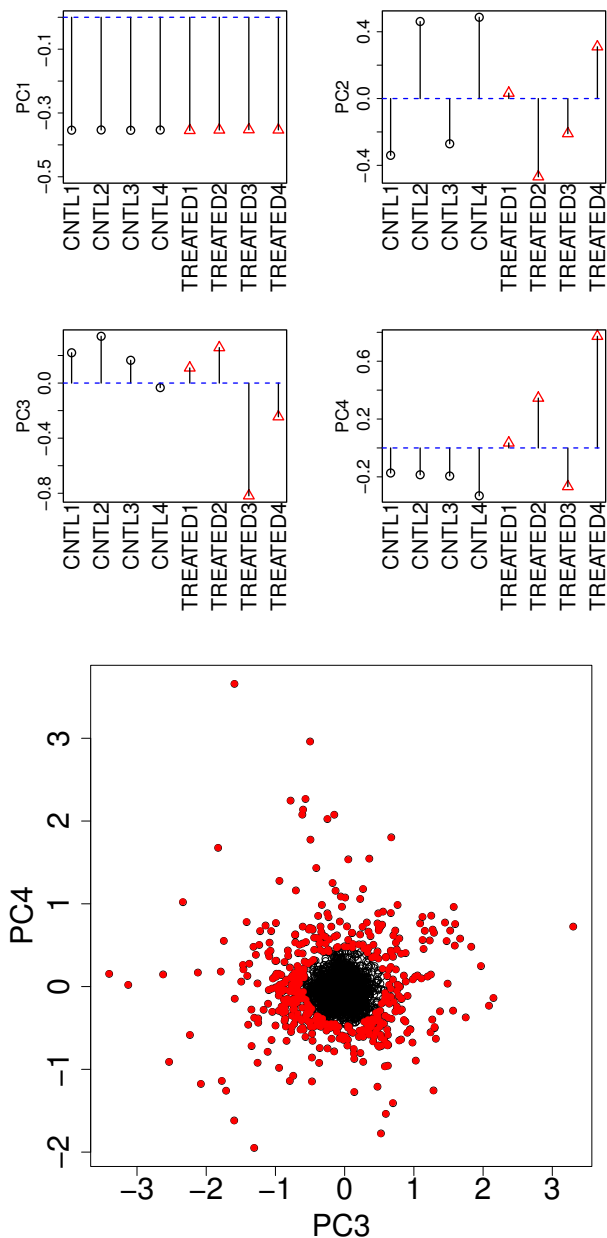 PC1
−0.5 −0.3 −0.1
CNTL1
CNTL2
CNTL3
CNTL4
TREATED1
TREATED2
TREATED3
TREATED4
PC2
−0.4 0.0 0.4
CNTL1
CNTL2
CNTL3
CNTL4
TREATED1
TREATED2
TREATED3
TREATED4
PC3
−0.8 −0.4 0.0
CNTL1
CNTL2
CNTL3
CNTL4
TREATED1
TREATED2
TREATED3
TREATED4
PC4
−0.2 0.2 0.6
CNTL1
CNTL2
CNTL3
CNTL4
TREATED1
TREATED2
TREATED3
TREATED4
PC4
−2 −1 0 1 2 3
−3 −2 −1 0 1 2 3
PC3